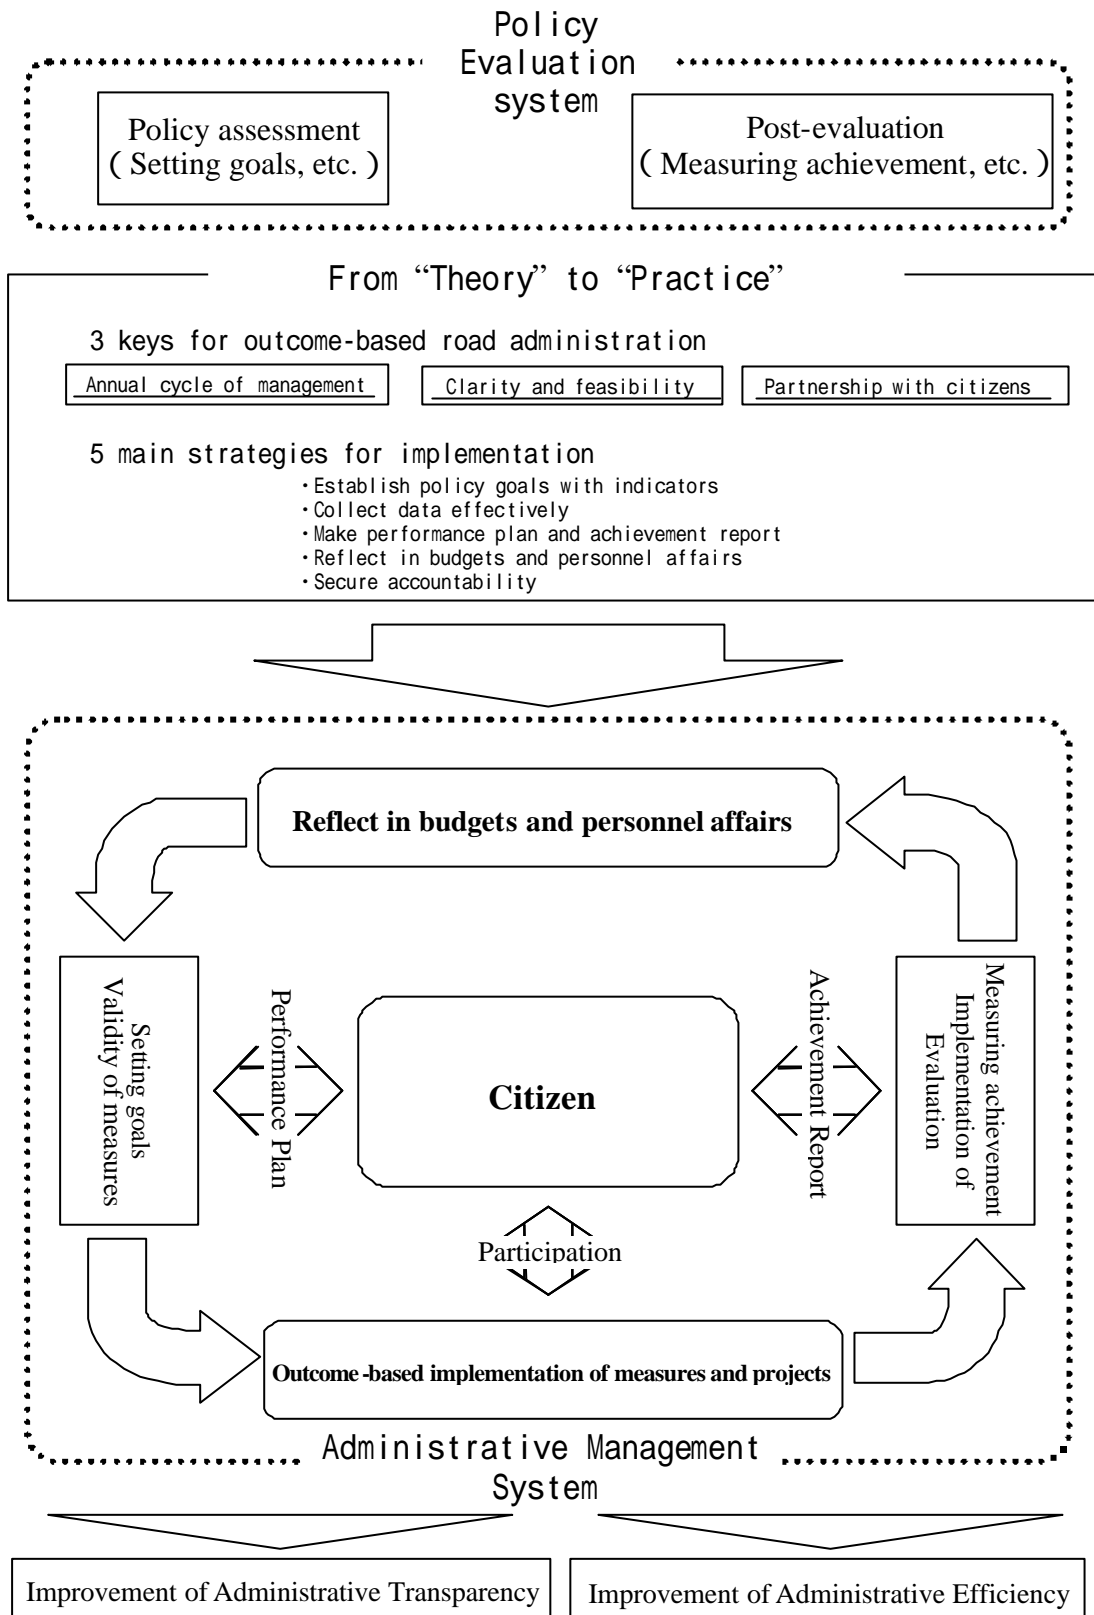 Policy
Evaluation
system
Policy assessment
( Setting goals, etc. )
Post-evaluation
( Measuring achievement, etc. )
From “Theory” to “Practice”
3 keys for outcome-based road administration
Annual cycle of management
Clarity and feasibility
Partnership with citizens
5 main strategies for implementation
・Establish policy goals with indicators
・Collect data effectively
・Make performance plan and achievement report
・Reflect in budgets and personnel affairs
・Secure accountability
Reflect in budgets and personnel affairs
Setting goals
Validity of measures
Performance Plan
Citizen
Achievement Report
Measuring achievement
Implementation of
Evaluation
Participation
Outcome-based implementation of measures and projects
Administrative Management
System
Improvement of Administrative Transparency
Improvement of Administrative Efficiency